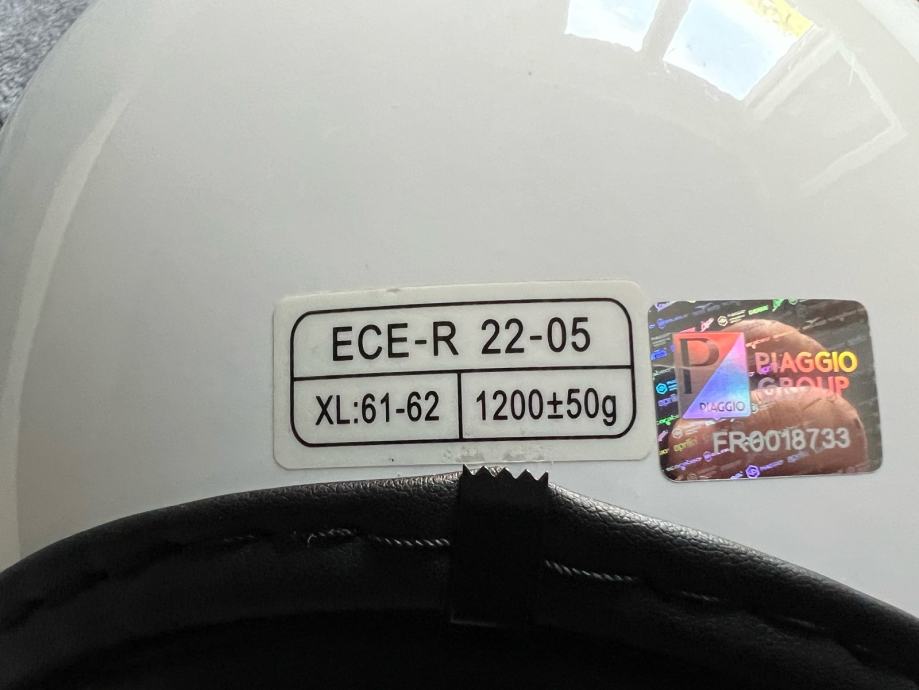 ECE-R 22-05
XL:61-62
1200±50g
P
PIAGGIO
PIAGGIO
GROUP
FR0018733